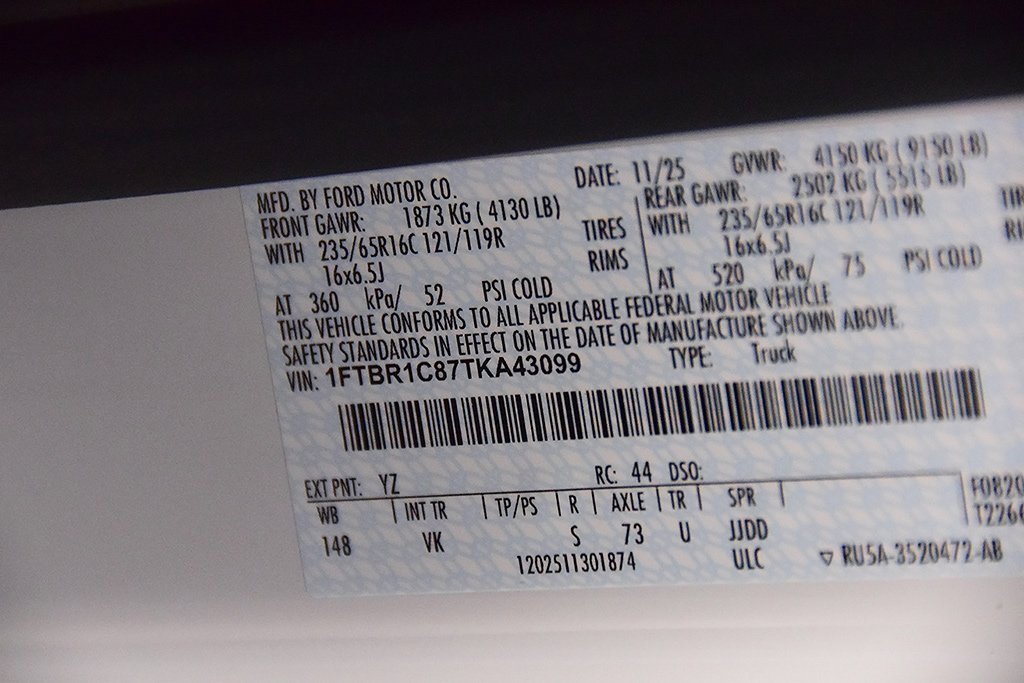 MFD. BY FORD MOTOR CO. DATE: 11/25 GVWR: 4150 KG ( 9150 LB)
FRONT GAWR: 1873 KG ( 4130 LB) REAR GAWR: 2502 KG ( 5515 LB)
WITH 235/65R16C 121/119R TIRES WITH 235/65R16C 121/119R TIR
16x6.5J RIMS 16x6.5J RI
AT 360 kPa/ 52 PSI COLD AT 520 kPa/ 75 PSI COLD
THIS VEHICLE CONFORMS TO ALL APPLICABLE FEDERAL MOTOR VEHICLE
SAFETY STANDARDS IN EFFECT ON THE DATE OF MANUFACTURE SHOWN ABOVE.
VIN: 1FTBR1C87TKA43099 TYPE: Truck
EXT PNT: YZ RC: 44 DSO:
WB INT TR TP/PS R AXLE TR SPR F0820
148 VK S 73 U JJDD T226
1202511301874 ULC ▽ RU5A-3520472-AB